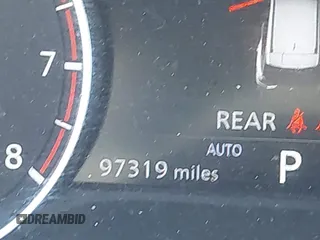 7
REAR
AUTO
8
97319 miles
P
DREAMBID